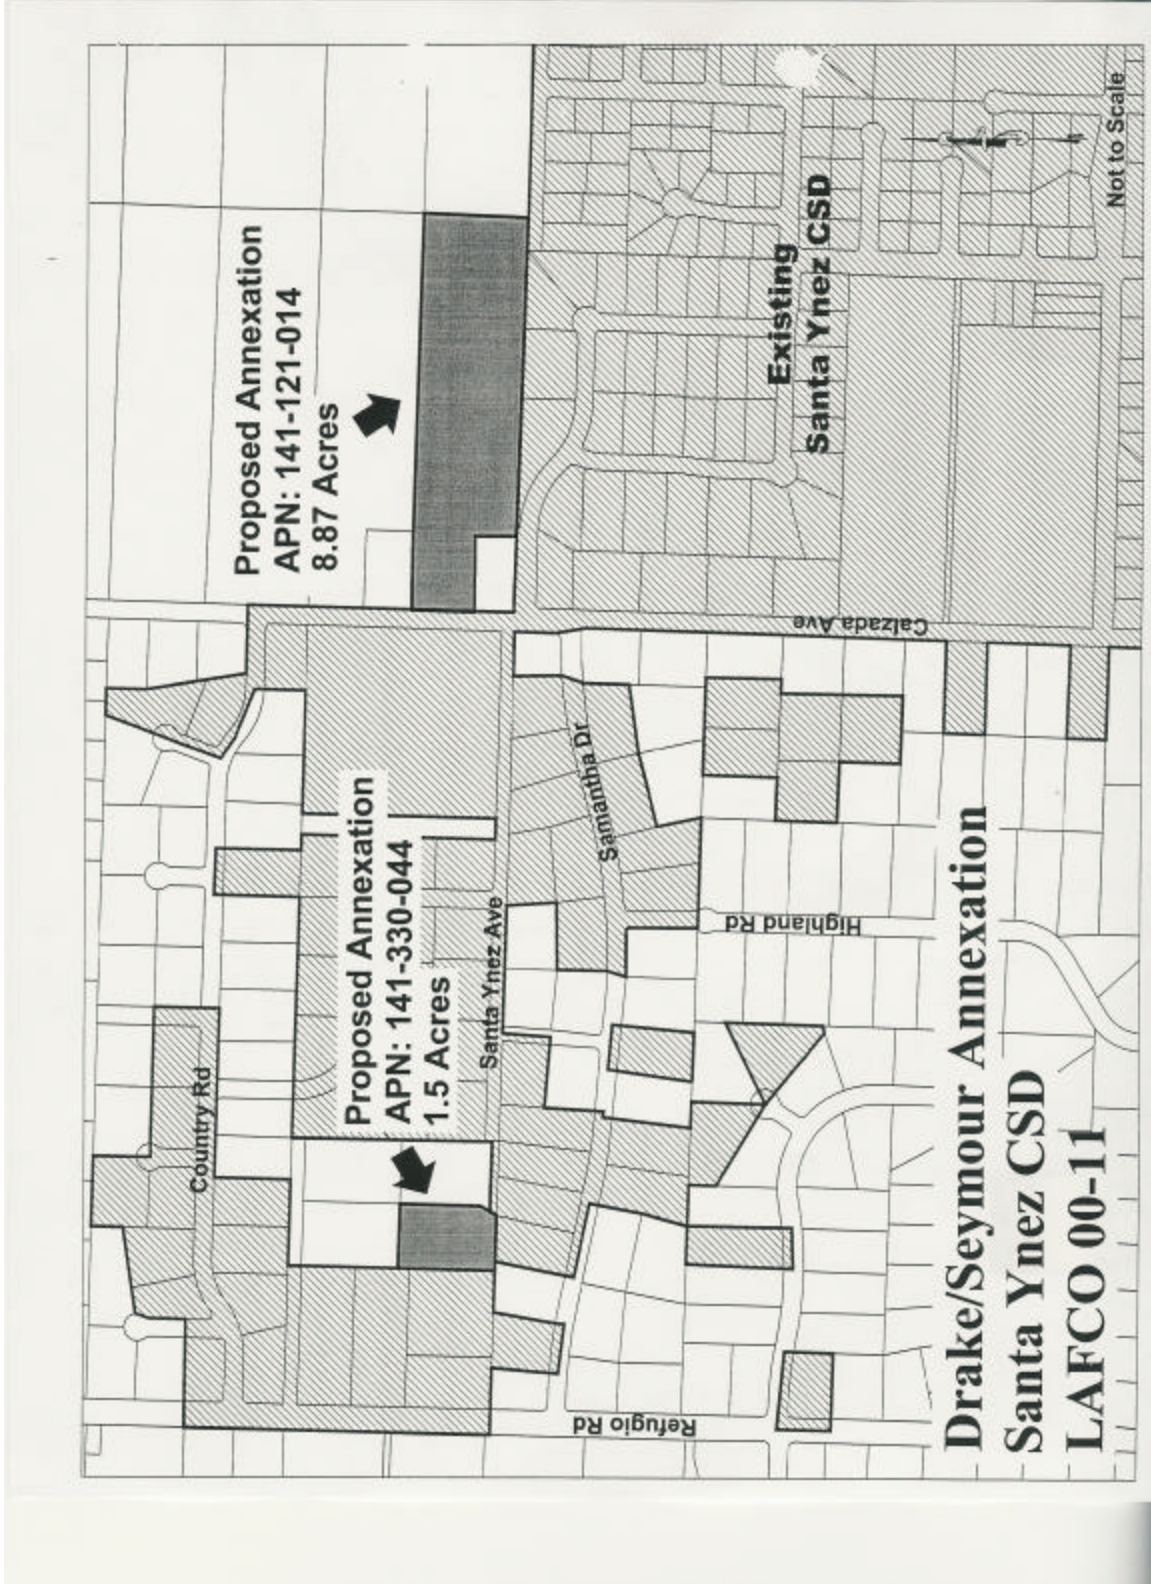 Proposed Annexation
APN: 141-121-014
8.87 Acres
Proposed Annexation
APN: 141-330-044
1.5 Acres
Country Rd
Santa Ynez Ave
Samantha Dr
Highland Rd
Refugio Rd
Calzada Ave
Existing
Santa Ynez CSD
Drake/Seymour Annexation
Santa Ynez CSD
LAFCO 00-11
Not to Scale